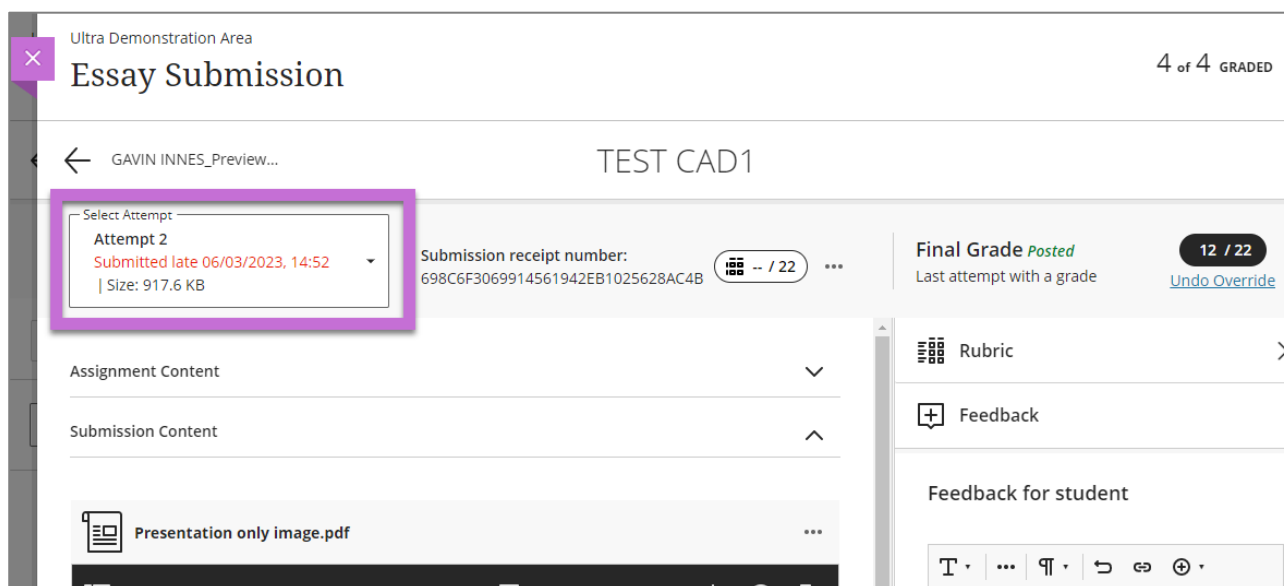 Ultra Demonstration Area
Essay Submission
4 of 4 GRADED
GAVIN INNES_Preview...
TEST CAD1
Select Attempt
Attempt 2
Submitted late 06/03/2023, 14:52
| Size: 917.6 KB
Submission receipt number:
698C6F3069914561942EB1025628AC4B
-- / 22
Final Grade Posted
Last attempt with a grade
12 / 22
Undo Override
Assignment Content
Submission Content
Presentation only image.pdf
Rubric
Feedback
Feedback for student